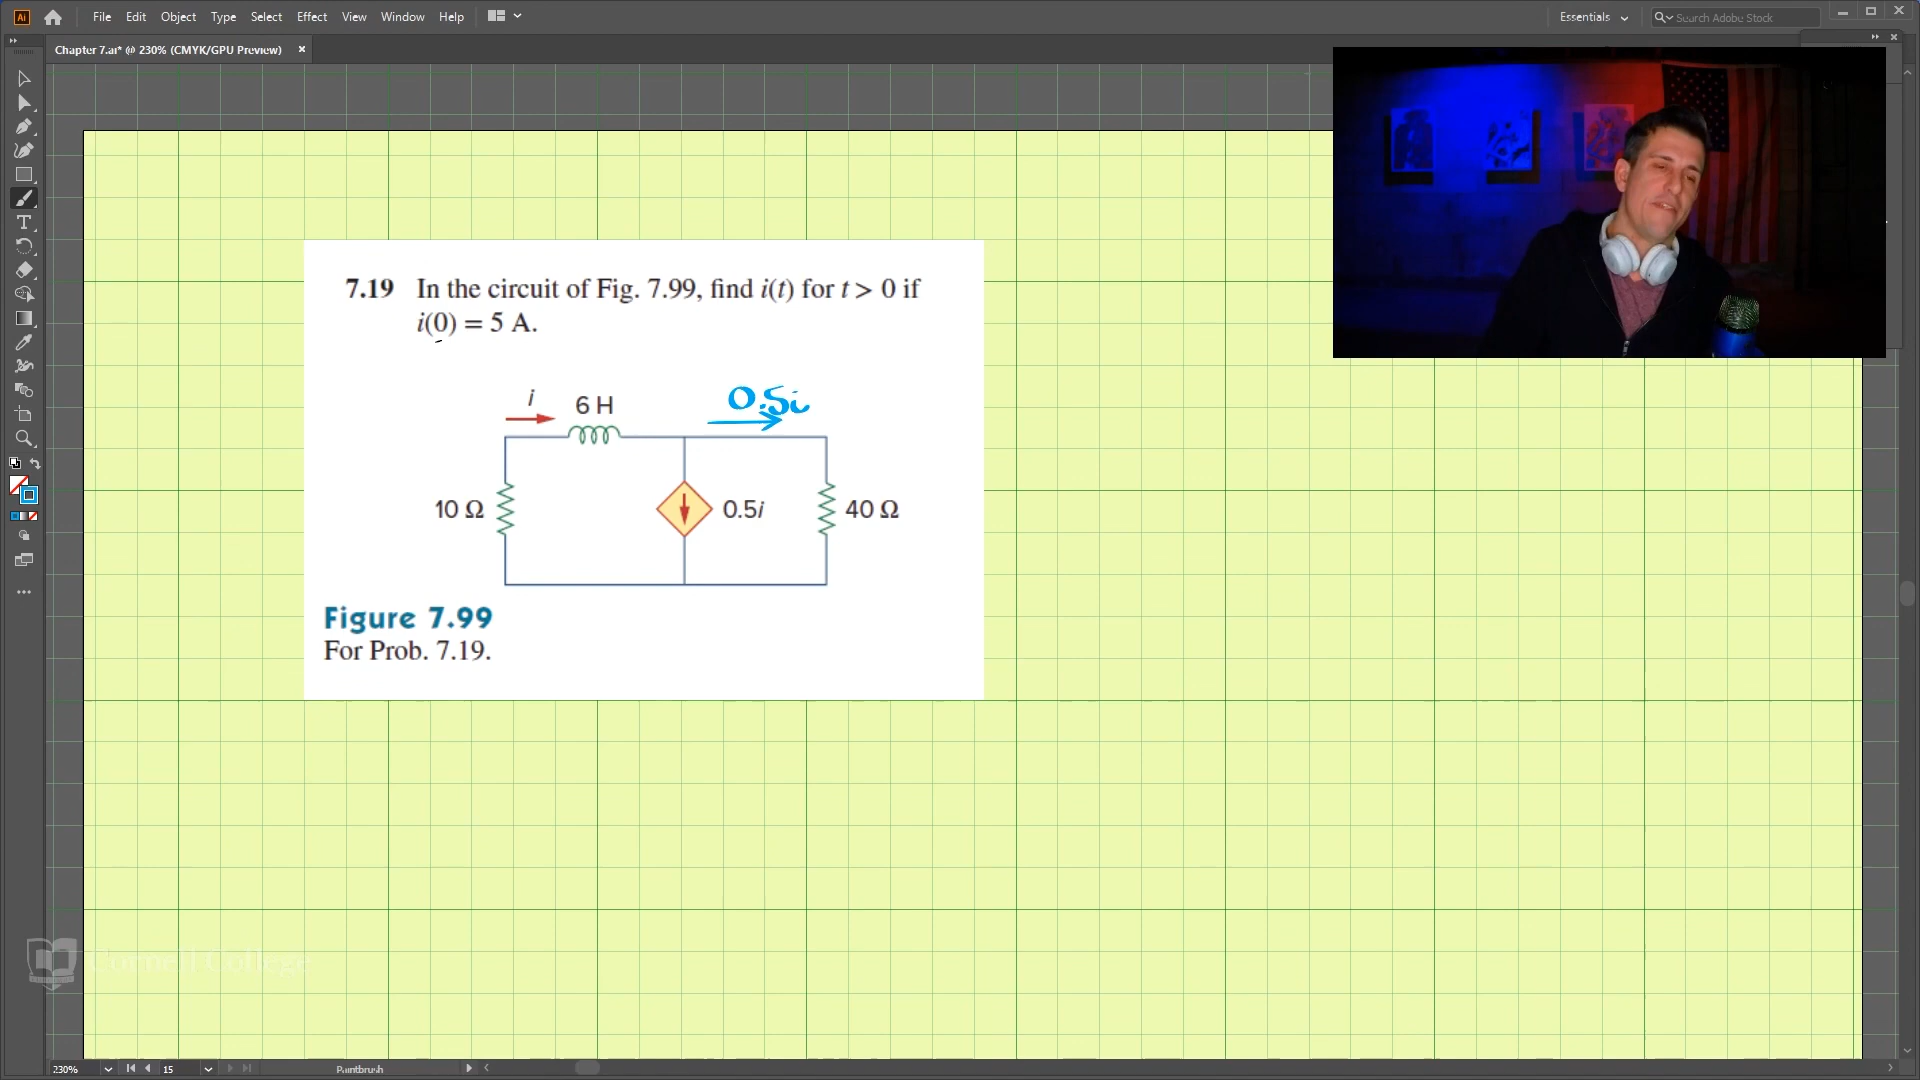 File Edit Object Type Select Effect View Window Help
Essentials
Search Adobe Stock
Chapter 7.ai* @ 230% (CMYK/GPU Preview) ×
7.19 In the circuit of Fig. 7.99, find i(t) for t > 0 if
i(0) = 5 A.
i
6 H
0.5i
10 Ω
0.5i
40 Ω
Figure 7.99
For Prob. 7.19.
Cornell College
230%
15
Paintbrush